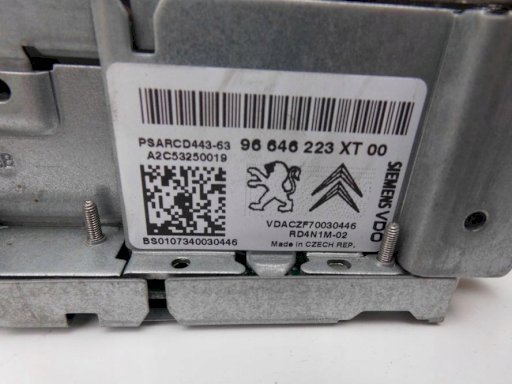 PSARCD443-63 96 646 223 XT 00
A2C53250019
SIEMENS VDO
VDACZF70030446
RD4N1M-02
BS0107340030446 Made in CZECH REP.